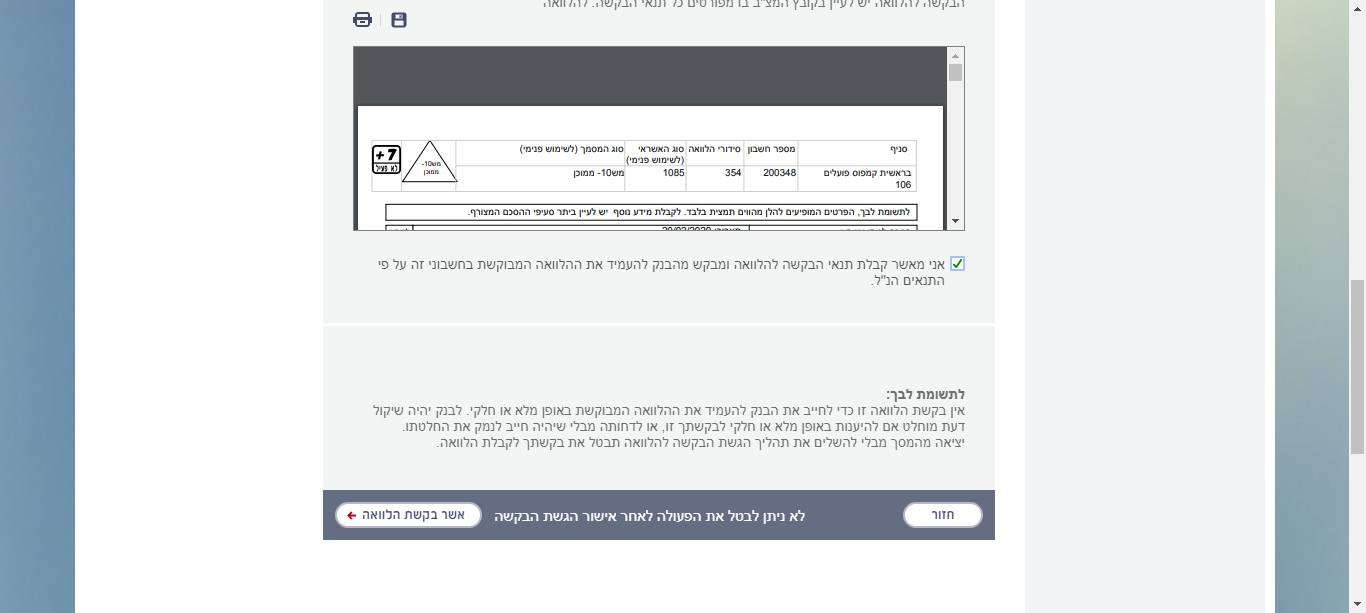 הבקשה להלוואה יש לעיין בקובץ המצ"ב בו מפורטים כל תנאי הבקשה. להלוואה
סניף
מספר חשבון
סידורי הלוואה
סוג האשראי
(לשימוש פנימי)
סוג המסמך (לשימוש פנימי)
בראשית קמפוס פועלים
106
200348
354
1085
מש10- ממוכן
מש10-
ממוכן
7+
לא פעיל
לתשומת לבך, הפרטים המופיעים להלן מהווים תמצית בלבד. לקבלת מידע נוסף יש לעיין ביתר סעיפי ההסכם המצורף.
אני מאשר קבלת תנאי הבקשה להלוואה ומבקש מהבנק להעמיד את ההלוואה המבוקשת בחשבוני זה על פי
התנאים הנ"ל.
לתשומת לבך:
אין בקשת הלוואה זו כדי לחייב את הבנק להעמיד את ההלוואה המבוקשת באופן מלא או חלקי. לבנק יהיה שיקול
דעת מוחלט אם להיענות באופן מלא או חלקי לבקשתך זו, או לדחותה מבלי שיהיה חייב לנמק את החלטתו.
יציאה מהמסך מבלי להשלים את תהליך הגשת הבקשה להלוואה תבטל את בקשתך לקבלת הלוואה.
חזור
לא ניתן לבטל את הפעולה לאחר אישור הגשת הבקשה
אשר בקשת הלוואה